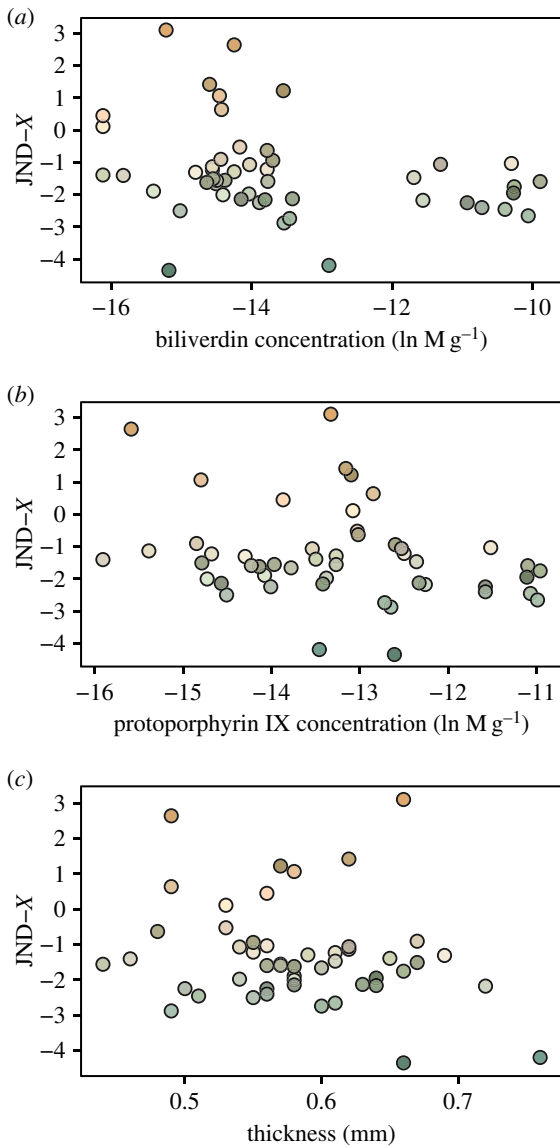 (a)
3
2
1
0
−1
−2
−3
−4
JND–X
−16 −14 −12 −10
biliverdin concentration (ln M g−1)
(b)
3
2
1
0
−1
−2
−3
−4
JND–X
−16 −15 −14 −13 −12 −11
protoporphyrin IX concentration (ln M g−1)
(c)
3
2
1
0
−1
−2
−3
−4
JND–X
0.5 0.6 0.7
thickness (mm)